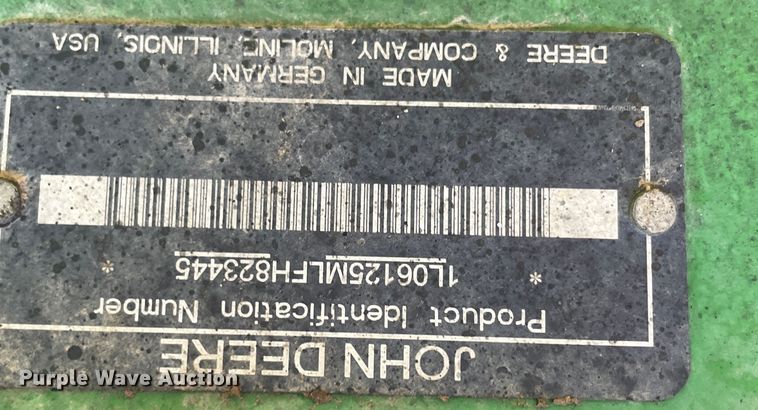 JOHN DEERE
Product Identification Number
* 1L06125MLFH823445 *
MADE IN GERMANY
DEERE & COMPANY, MOLINE, ILLINOIS, USA
Purple Wave Auction